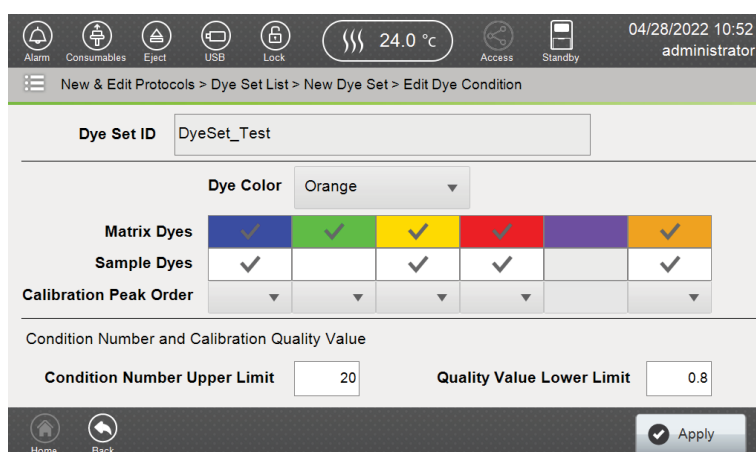 04/28/2022 10:52
24.0 °c
administrator
Alarm Consumables Eject USB Lock Access Standby
New & Edit Protocols > Dye Set List > New Dye Set > Edit Dye Condition
Dye Set ID DyeSet_Test
Dye Color Orange
Matrix Dyes
Sample Dyes
Calibration Peak Order
Condition Number and Calibration Quality Value
Condition Number Upper Limit 20 Quality Value Lower Limit 0.8
Apply
Home Back